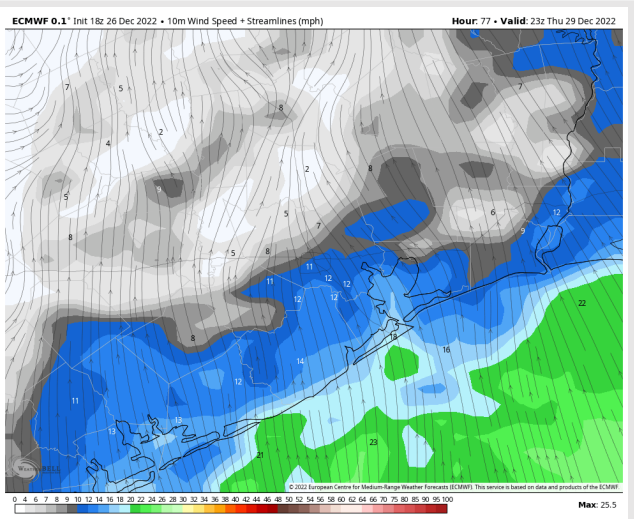 ECMWF 0.1° Init 18z 26 Dec 2022 • 10m Wind Speed + Streamlines (mph) Hour: 77 • Valid: 23z Thu 29 Dec 2022
7 5 7
8
4 2
2 8
5 9
5 6 12
8 7 9
5 8
11
11 12 12
12 12 22
8 18
16
14
12
11
13 13
21 23
WeatherBELL
© 2022 European Centre for Medium-Range Weather Forecasts (ECMWF). This service is based on data and products of the ECMWF.
0 4 6 7 8 9 10 12 14 16 18 20 22 24 26 28 30 32 34 36 38 40 42 44 46 48 50 52 54 56 58 60 62 64 66 70 75 80 85 90 95 100
Max: 25.5